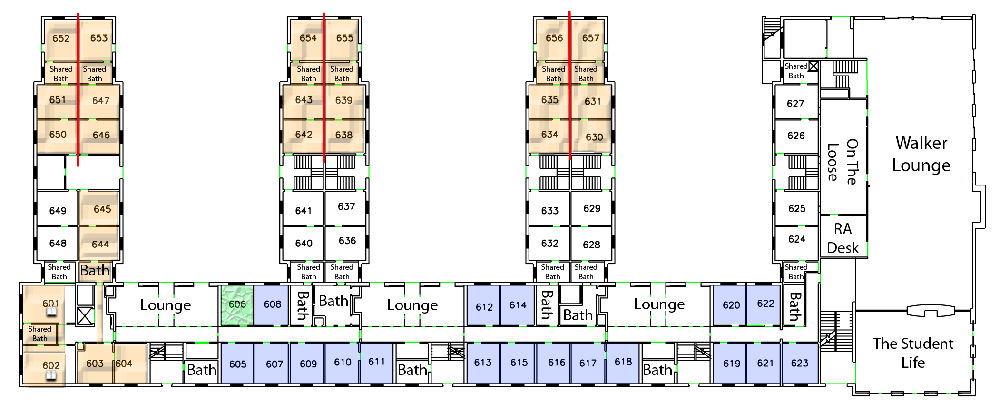 652 653 654 655 656 657
Shared Bath Shared Bath Shared Bath Shared Bath Shared Bath Shared Bath Shared Bath
651 647 643 639 635 631 627
650 646 642 638 634 630 626
On The Loose
Walker
Lounge
649 645 641 637 633 629 625
648 644 640 636 632 628 624
RA
Desk
Shared Bath Bath Shared Bath Shared Bath Shared Bath Shared Bath Shared Bath
601 Lounge 606 608 Bath Bath Lounge 612 614 Bath Bath Lounge 620 622 Bath
Shared
Bath
602 603 604 Bath 605 607 609 610 611 Bath 613 615 516 617 618 Bath 619 621 623
The Student
Life